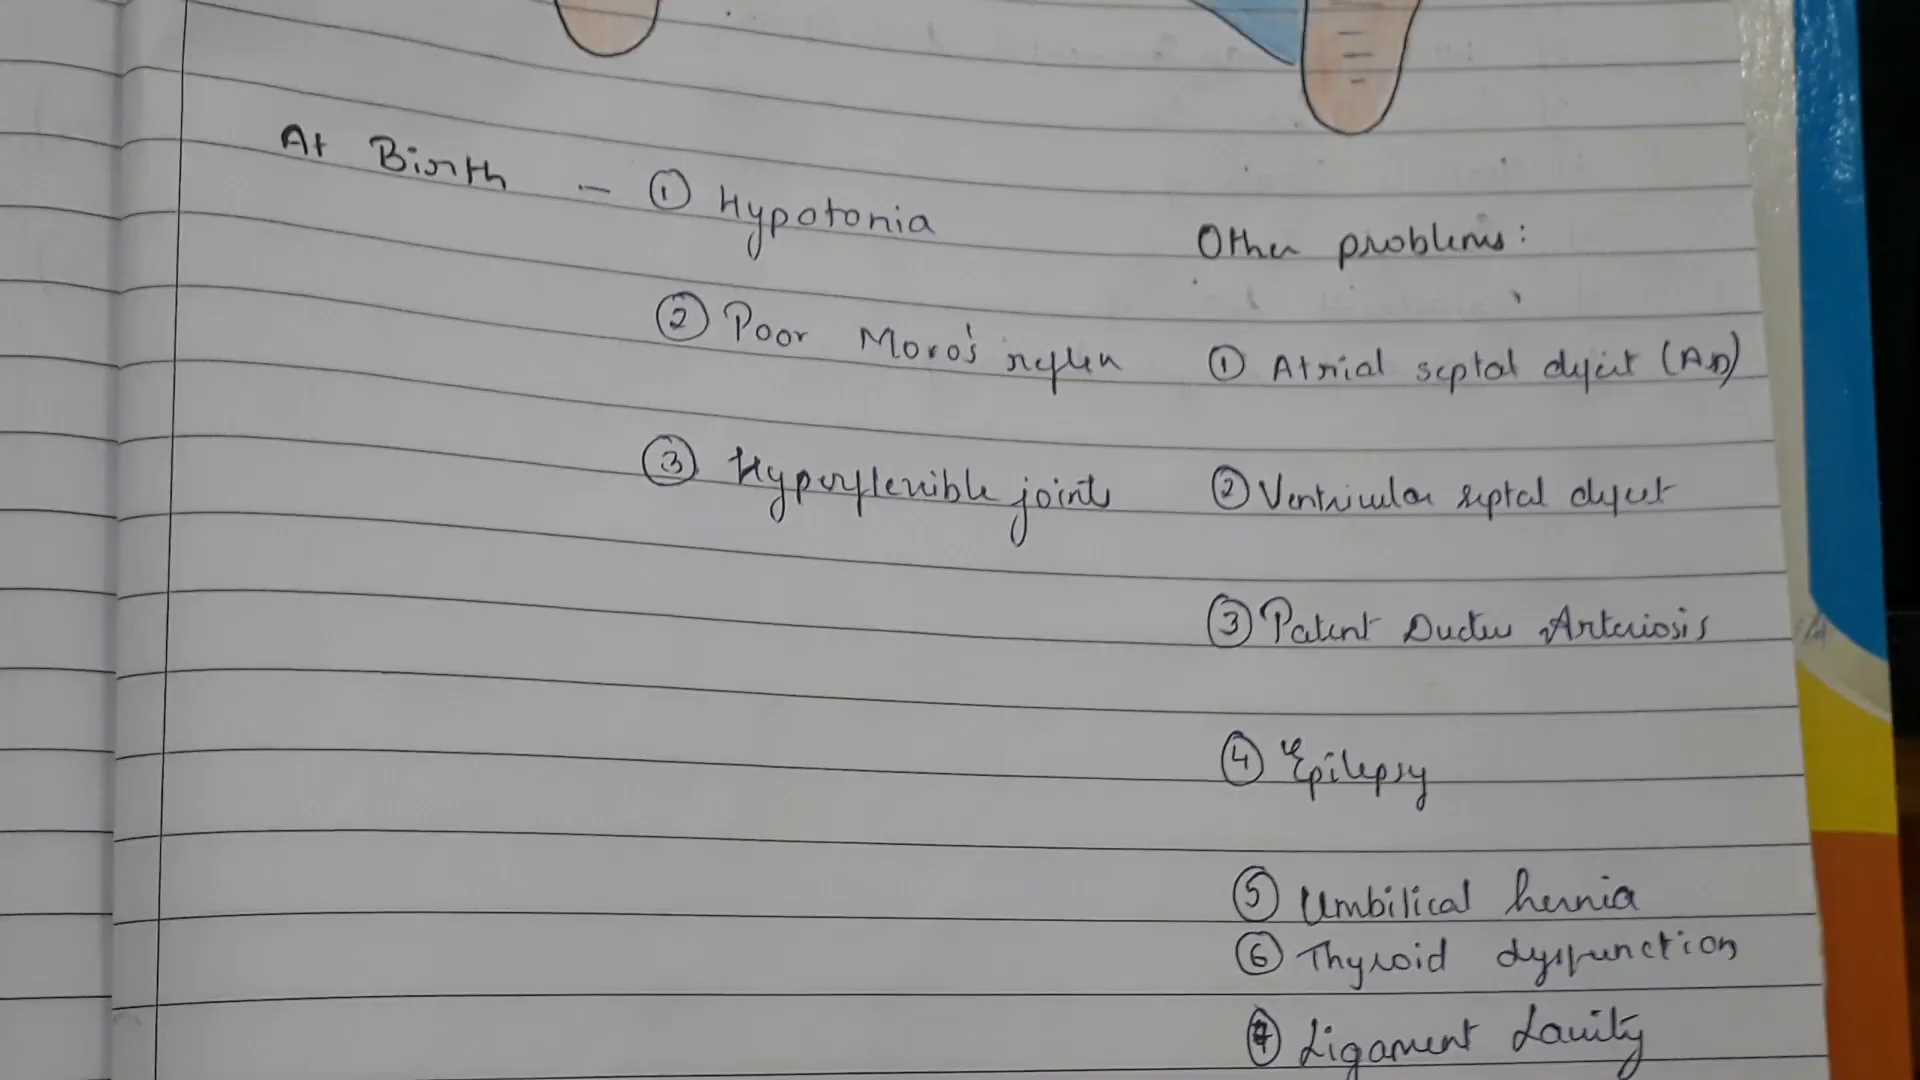 At Birth - ① Hypotonia
② Poor Moro's reflex
③ Hyperflexible joints
Other problems:
① Atrial septal defect (ASD)
② Ventricular septal defect
③ Patent Ductus Arteriosis
④ Epilepsy
⑤ Umbilical hernia
⑥ Thyroid dysfunction
⑦ Ligament Laxity